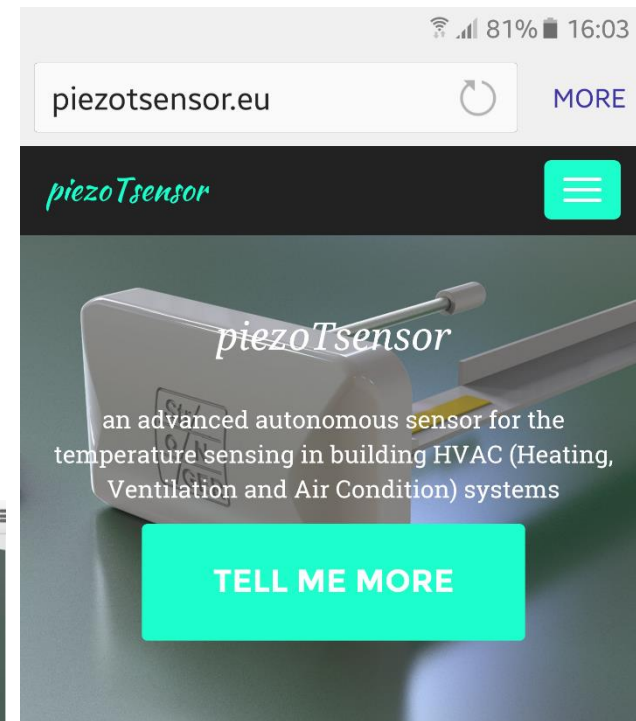 81% 16:03
piezotsensor.eu MORE
piezoTsensor
piezoTsensor
an advanced autonomous sensor for the
temperature sensing in building HVAC (Heating,
Ventilation and Air Condition) systems
TELL ME MORE